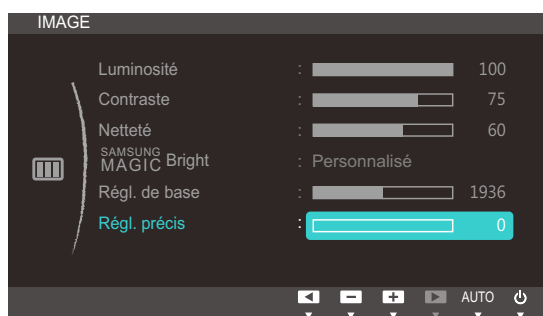 IMAGE
Luminosité : 100
Contraste : 75
Netteté : 60
SAMSUNG
MAGIC Bright : Personnalisé
Régl. de base : 1936
Régl. précis : 0
AUTO